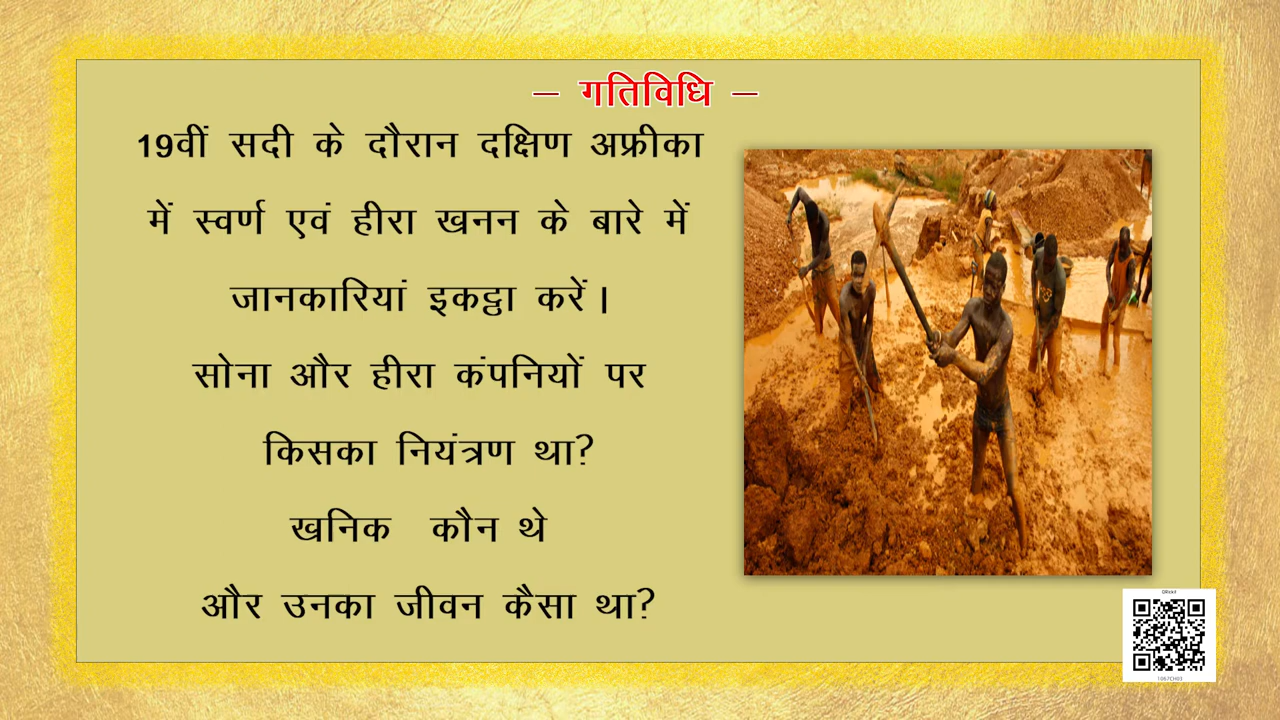 – गतिविधि –
19वीं सदी के दौरान दक्षिण अफ्रीका
में स्वर्ण एवं हीरा खनन के बारे में
जानकारियां इकट्ठा करें।
सोना और हीरा कंपनियों पर
किसका नियंत्रण था?
खनिक कौन थे
और उनका जीवन कैसा था?
1067CH03